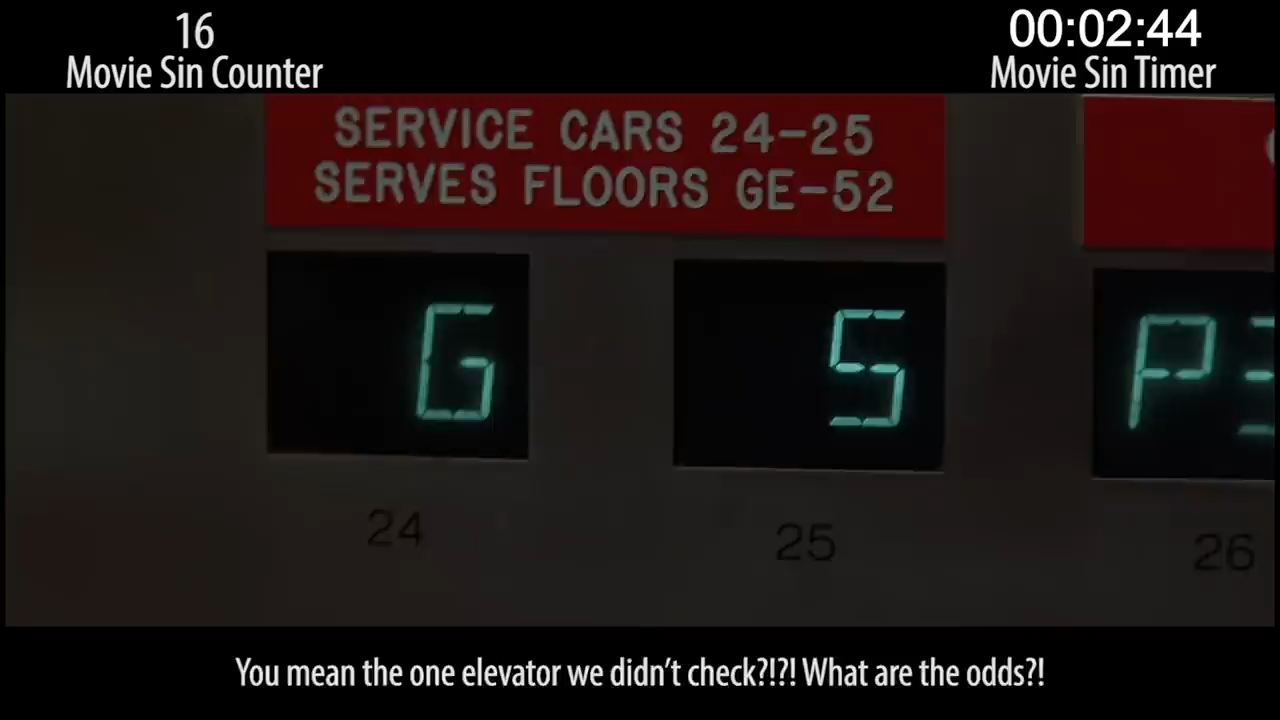 16
Movie Sin Counter
00:02:44
Movie Sin Timer
SERVICE CARS 24-25
SERVES FLOORS GE-52
G
5
P
24
25
26
You mean the one elevator we didn't check?!?! What are the odds?!